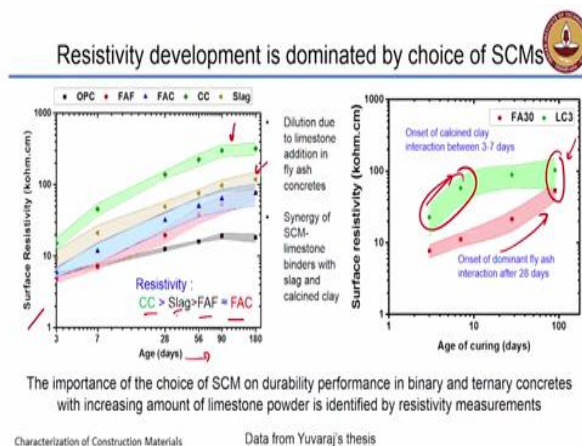 Resistivity development is dominated by choice of SCMs
OPC FAF FAC CC Slag
Surface Resistivity (kohm.cm)
1000
100
10
1
3 7 28 56 90 180
Age (days)
Resistivity :
CC > Slag>FAF = FAC
• Dilution due
to limestone
addition in
fly ash
concretes
• Synergy of
SCM-
limestone
binders with
slag and
calcined clay
FA30 LC3
Surface resistivity (kohm.cm)
1000
100
10
1
1 10 100
Age of curing (days)
Onset of calcined clay
interaction between 3-7 days
Onset of dominant fly ash
interaction after 28 days
The importance of the choice of SCM on durability performance in binary and ternary concretes
with increasing amount of limestone powder is identified by resistivity measurements
Characterization of Construction Materials
Data from Yuvaraj's thesis